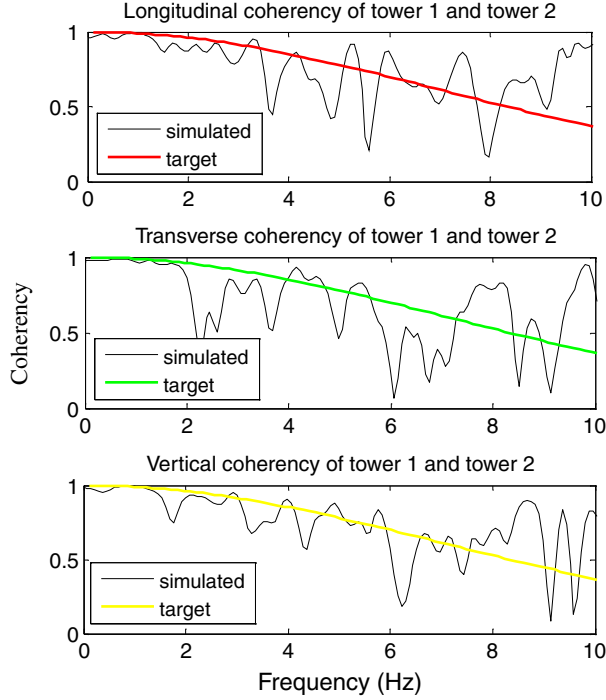 Longitudinal coherency of tower 1 and tower 2
1
0.5
0
simulated
target
0 2 4 6 8 10
Transverse coherency of tower 1 and tower 2
1
0.5
0
simulated
target
0 2 4 6 8 10
Coherency
Vertical coherency of tower 1 and tower 2
1
0.5
0
simulated
target
0 2 4 6 8 10
Frequency (Hz)